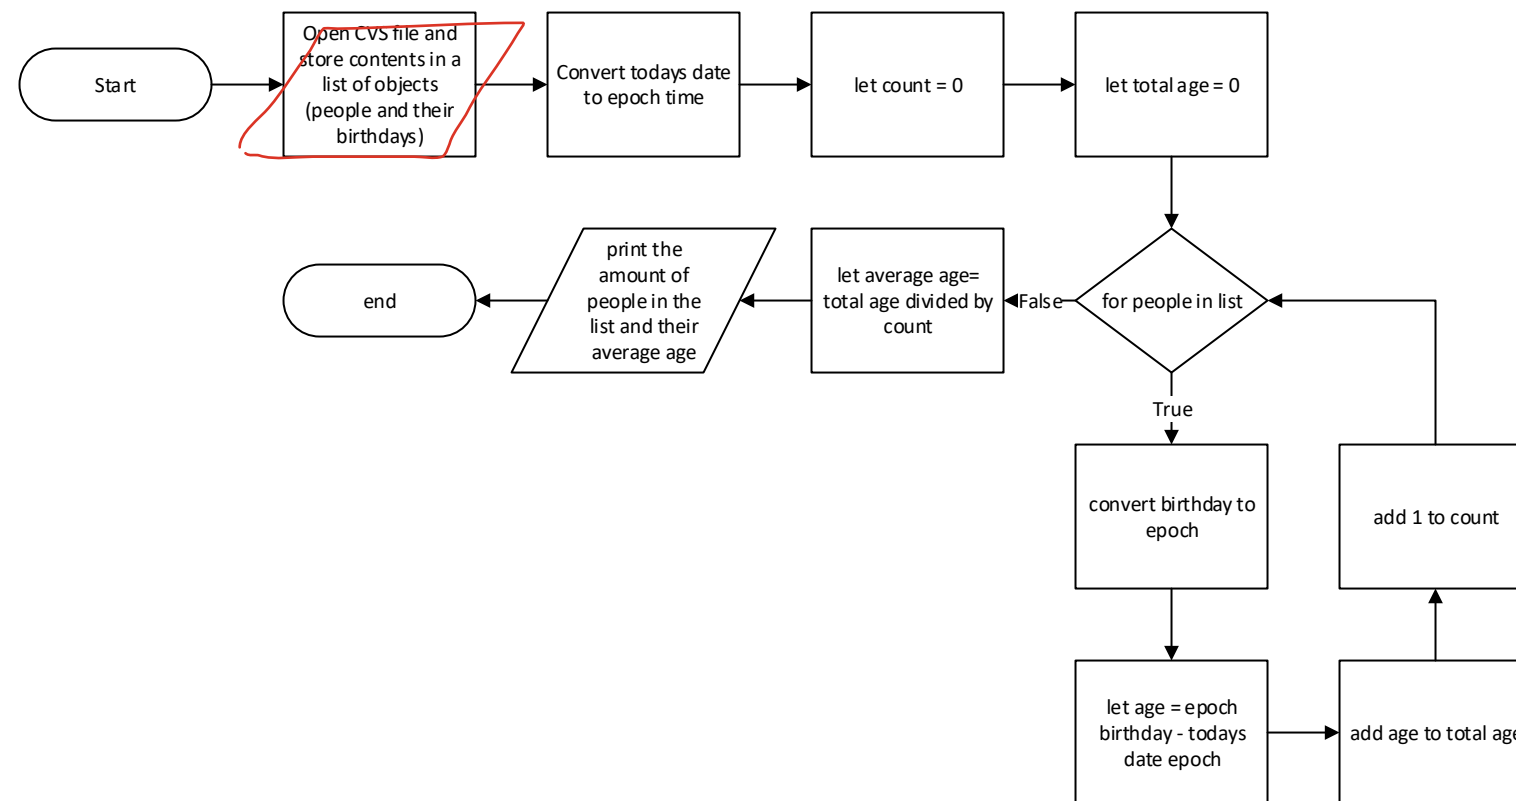 Start
Open CVS file and
store contents in a
list of objects
(people and their
birthdays)
Convert todays date
to epoch time
let count = 0
let total age = 0
for people in list
False
let average age=
total age divided by
count
print the
amount of
people in the
list and their
average age
end
True
convert birthday to
epoch
let age = epoch
birthday - todays
date epoch
add age to total age
add 1 to count